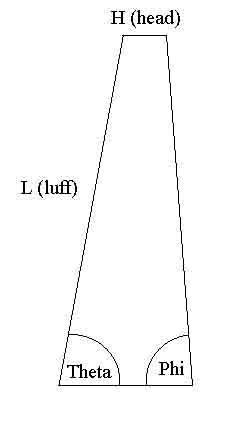 H (head)
L (luff)
Theta
Phi